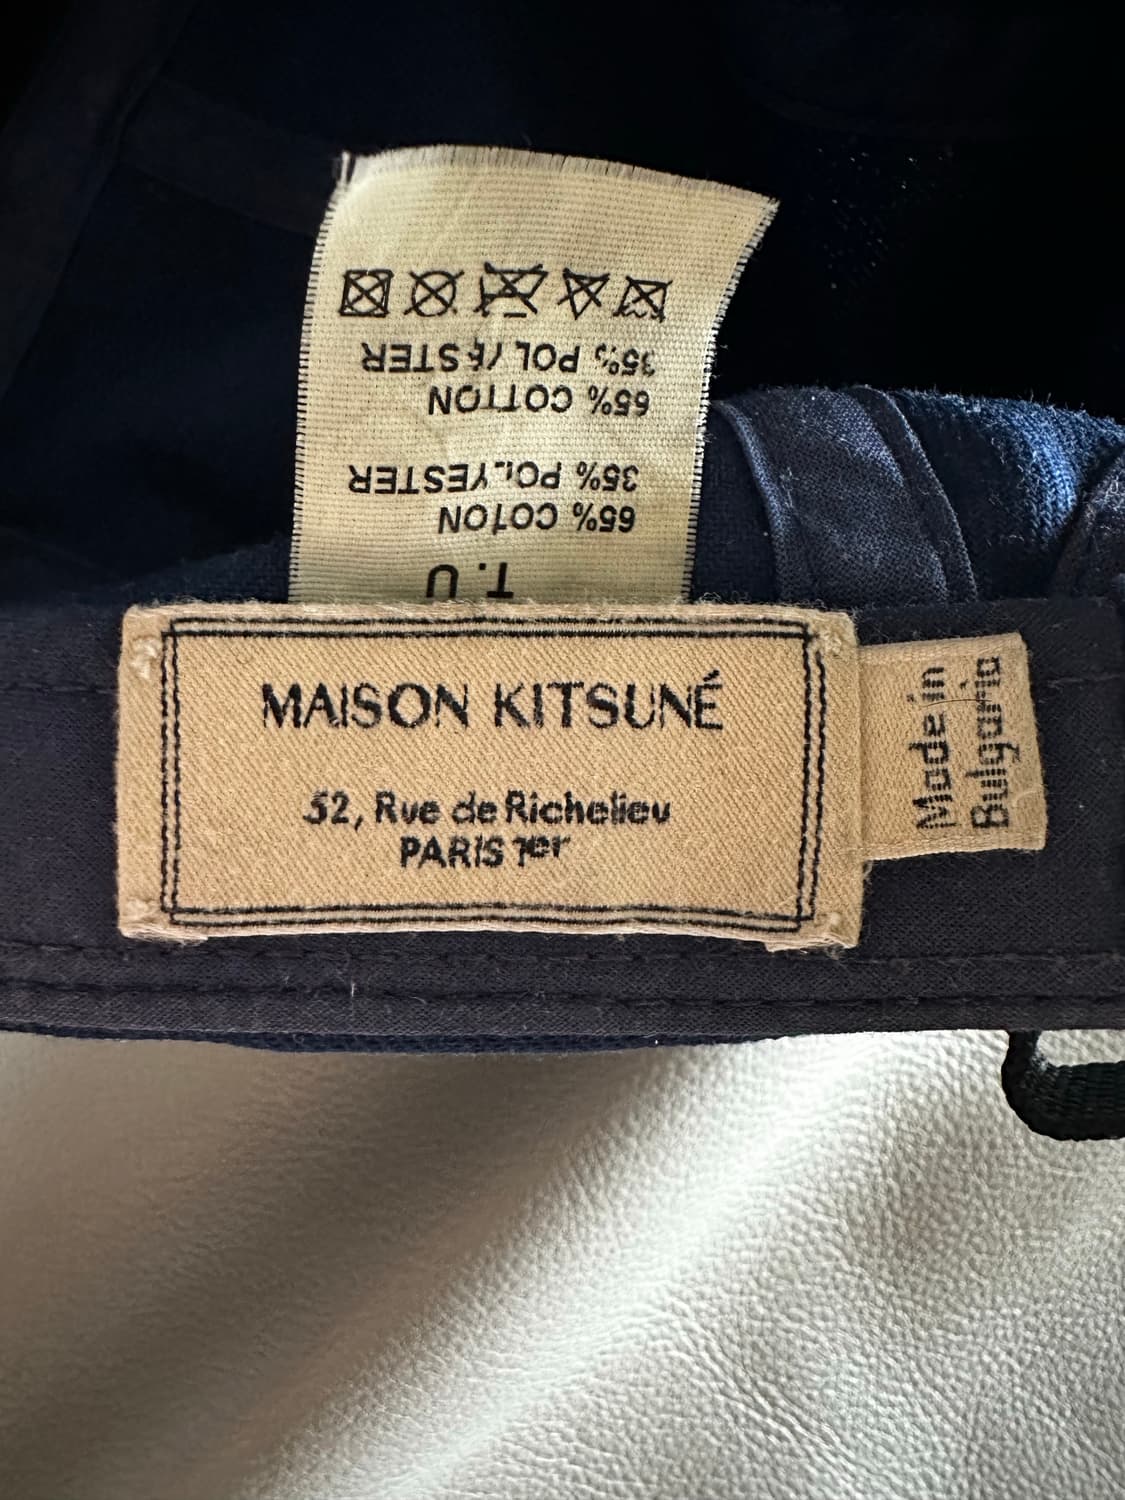 T.U
65% COTON
35% POLYESTER
65% COTTON
35% POLYESTER
MAISON KITSUNÉ
52, Rue de Richelieu
PARIS 1er
Made in
Bulgaria